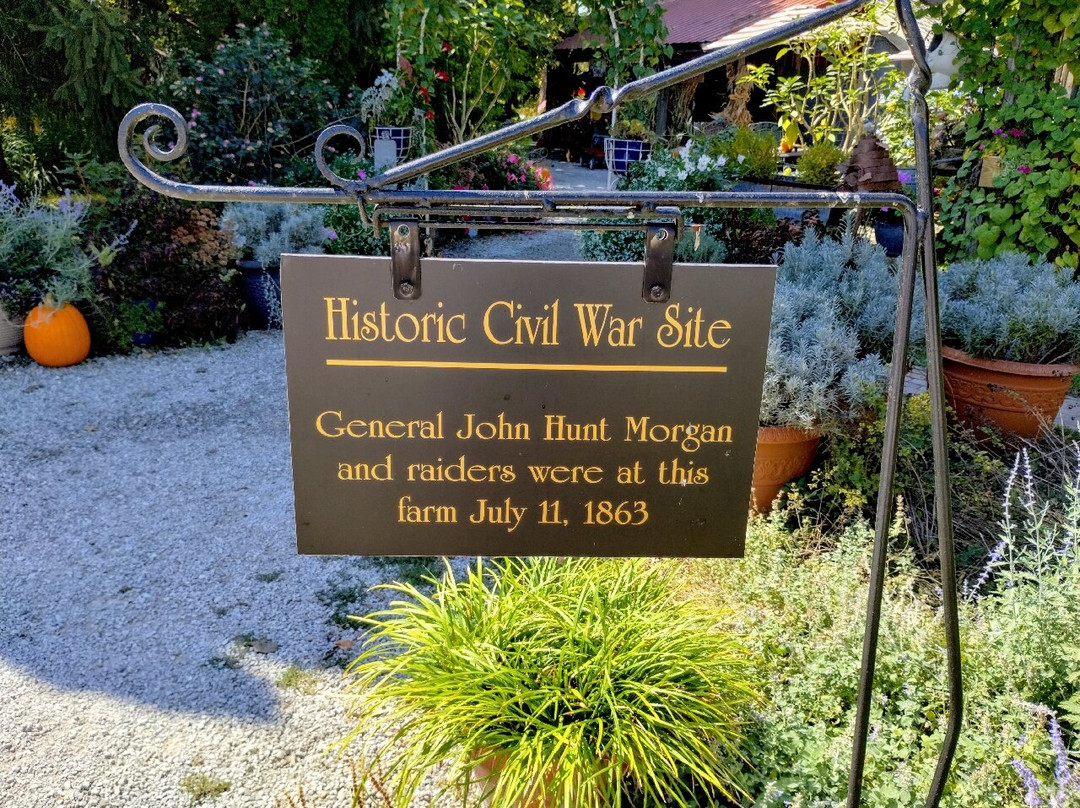 Historic Civil War Site
General John Hunt Morgan
and raiders were at this
farm July 11, 1863